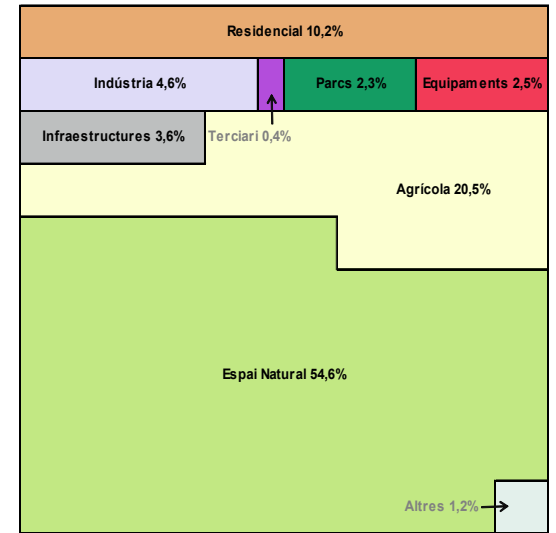 Residencial 10,2%
Indústria 4,6%
Parcs 2,3%
Equipaments 2,5%
Infraestructures 3,6%
Terciari 0,4%
Agrícola 20,5%
Espai Natural 54,6%
Altres 1,2%